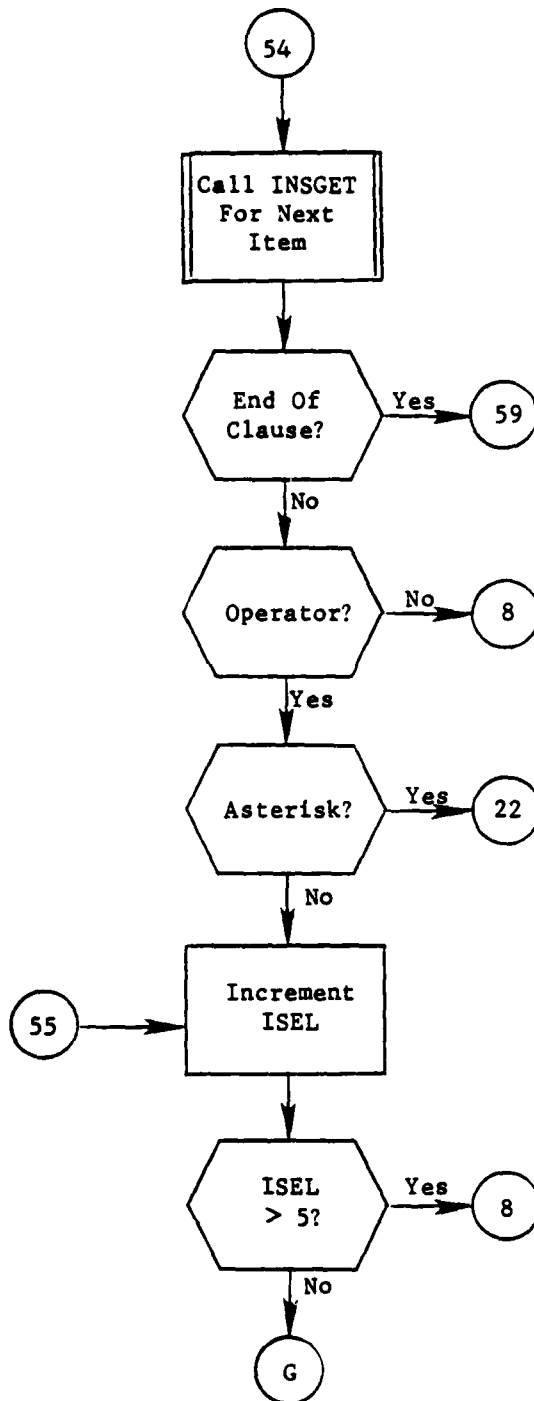 54
Call INSGET
For Next
Item
End Of
Clause?
Yes
59
No
Operator?
No
8
Yes
Asterisk?
Yes
22
No
Increment
ISEL
55
ISEL
> 5?
Yes
8
No
G